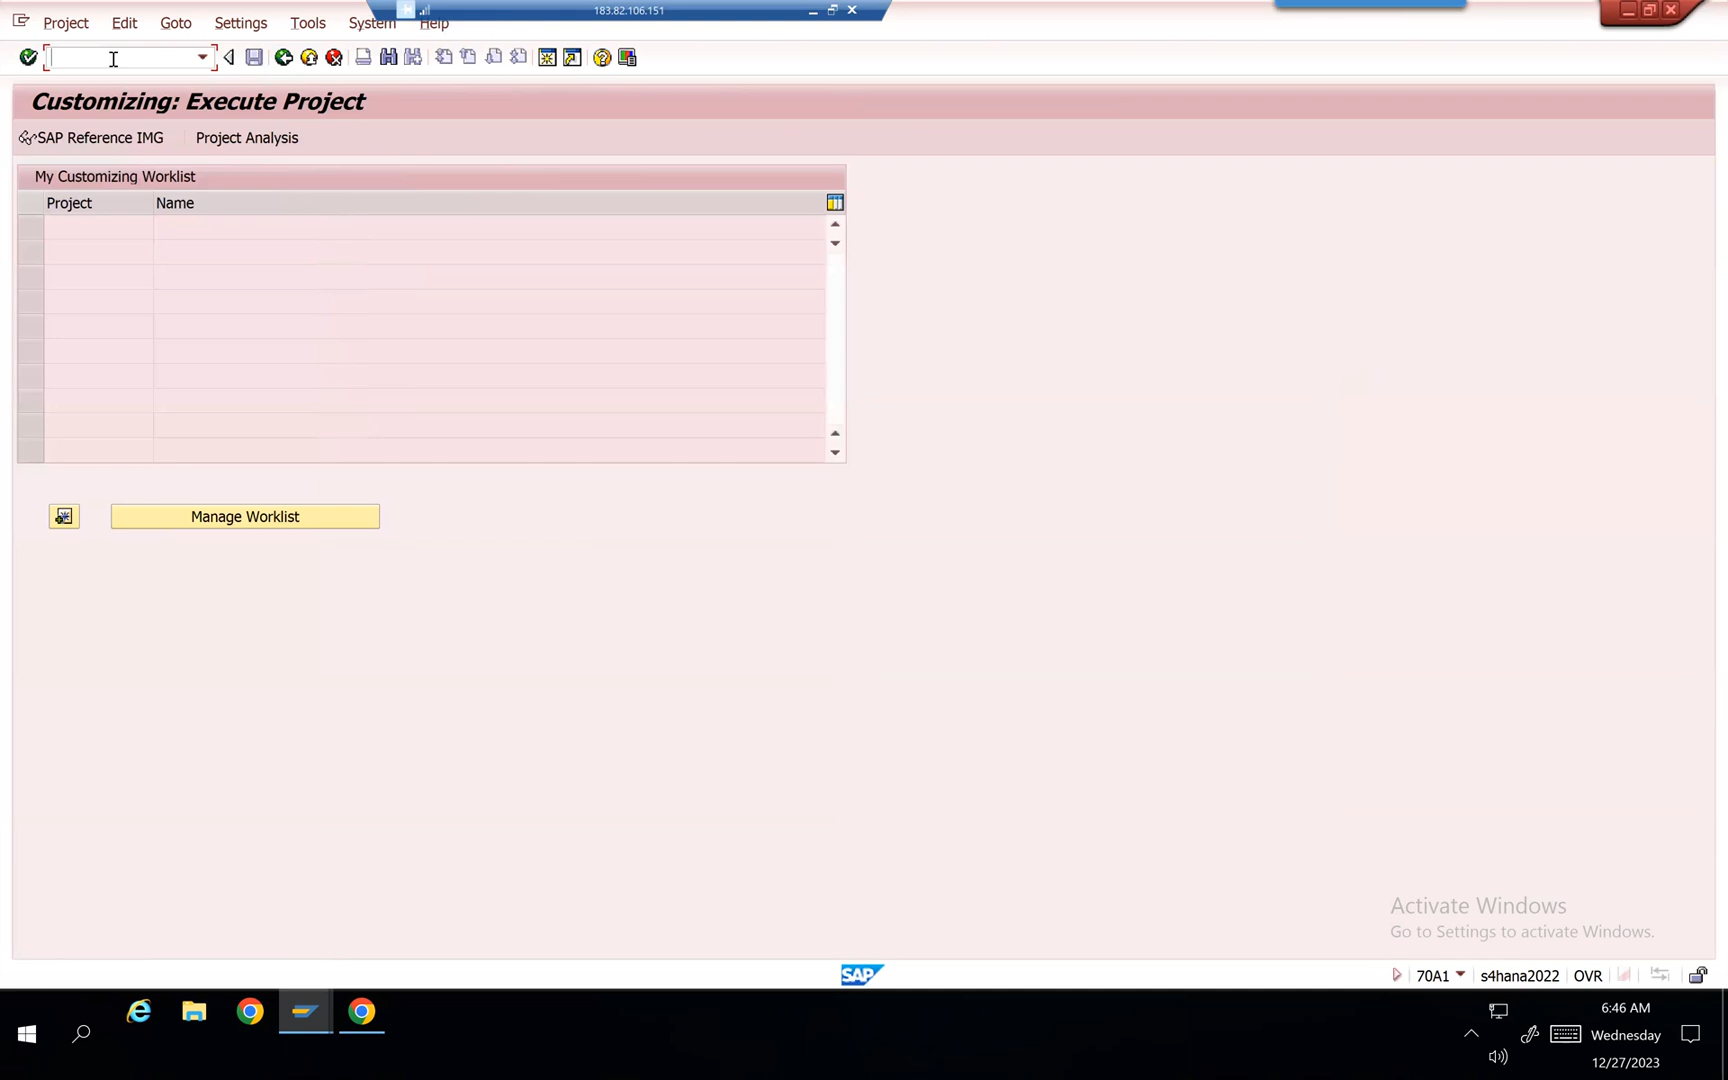 183.82.106.151
Project Edit Goto Settings Tools System Help
Customizing: Execute Project
SAP Reference IMG Project Analysis
My Customizing Worklist
Project Name
Manage Worklist
Activate Windows
Go to Settings to activate Windows.
SAP
70A1 s4hana2022 OVR
6:46 AM
Wednesday
12/27/2023